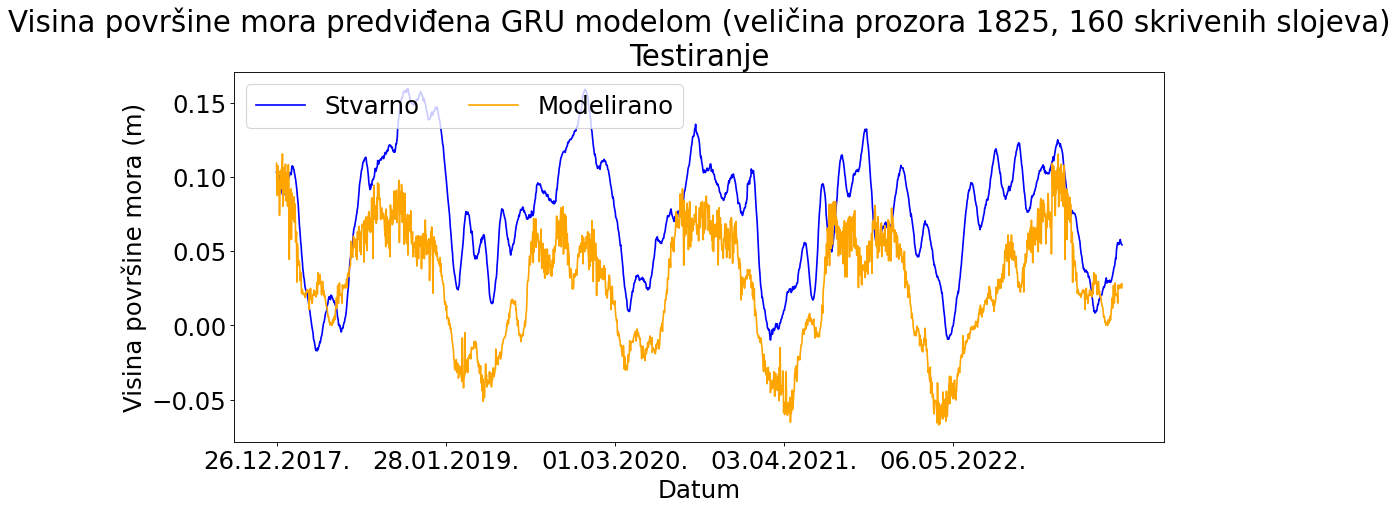 Visina površine mora predviđena GRU modelom (veličina prozora 1825, 160 skrivenih slojeva)
Testiranje
Stvarno
Modelirano
Visina površine mora (m)
0.15
0.10
0.05
0.00
−0.05
26.12.2017.
28.01.2019.
01.03.2020.
03.04.2021.
06.05.2022.
Datum